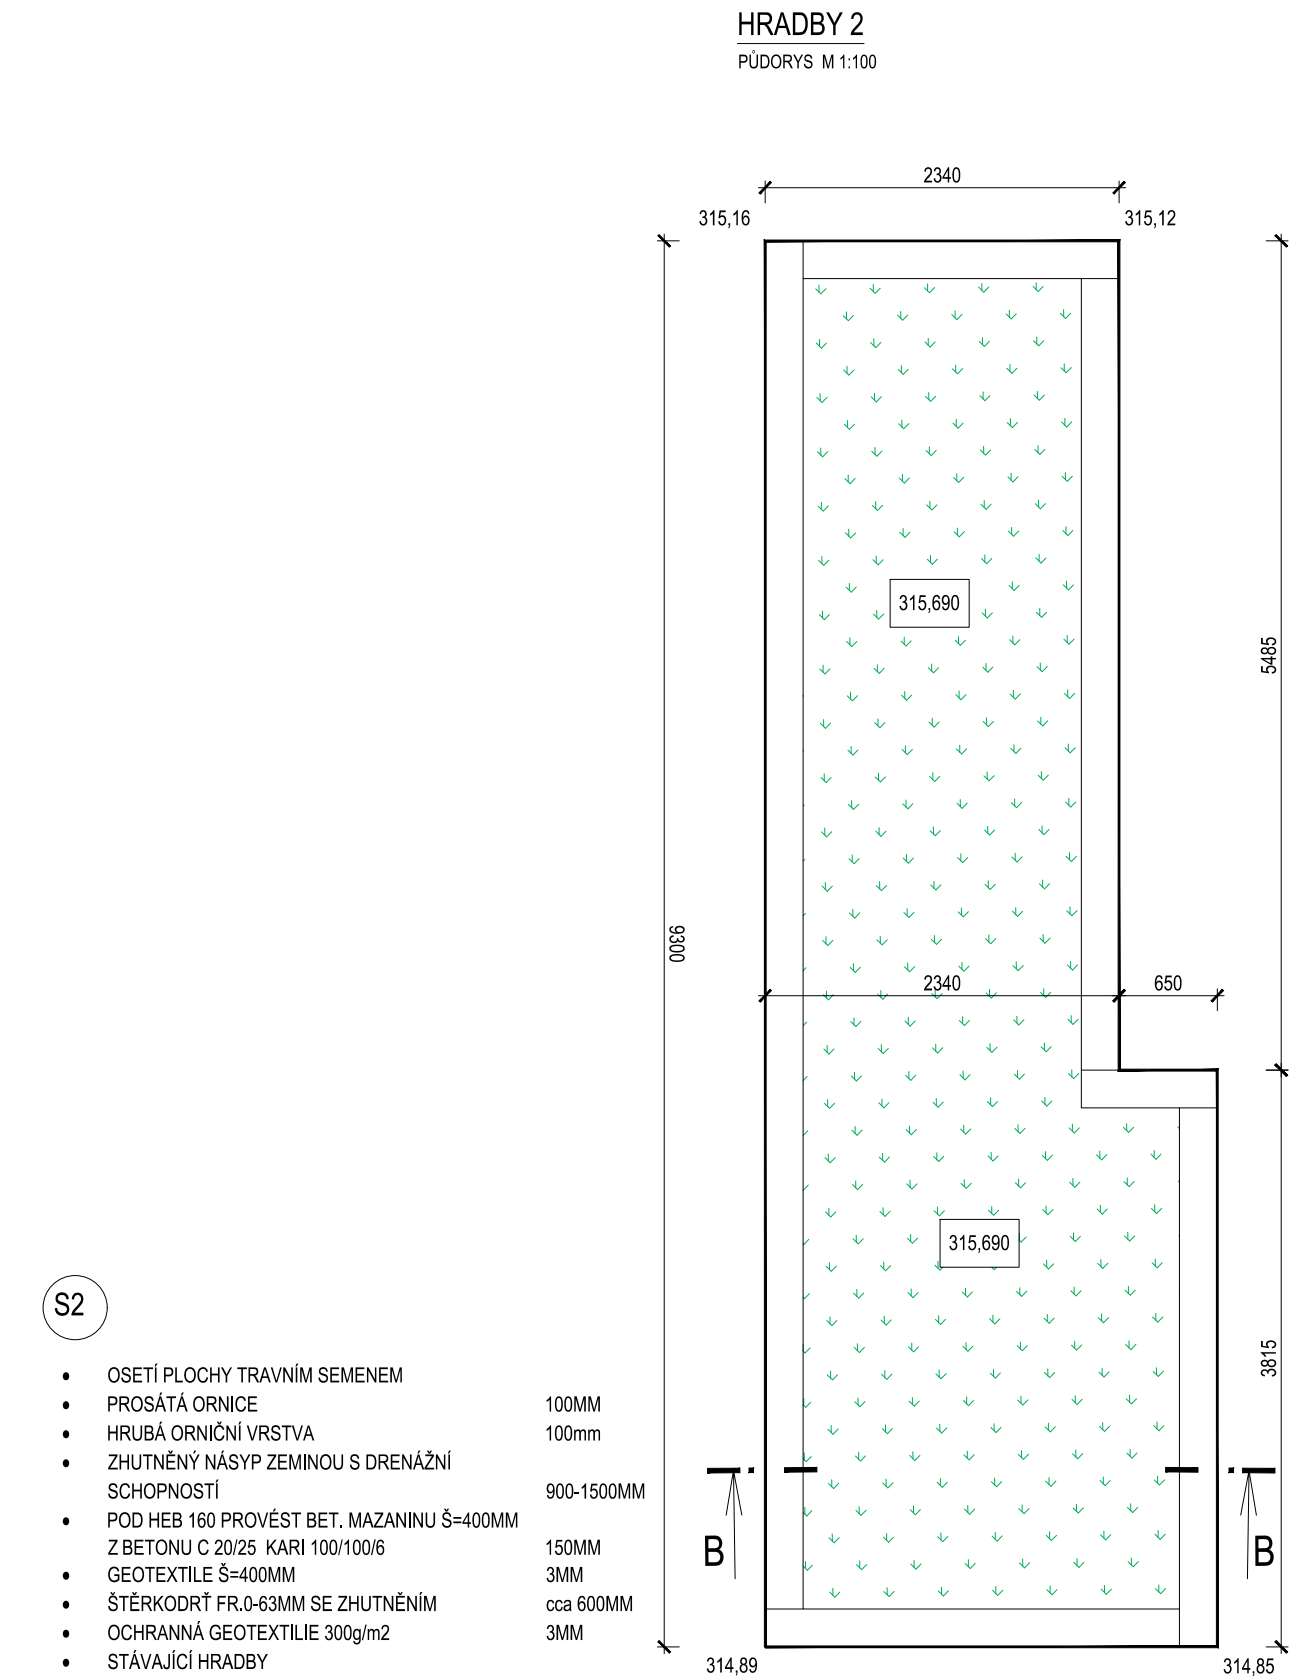 HRADBY 2
PŮDORYS M 1:100
2340
315,16
315,12
315,690
5485
9300
2340
650
315,690
3815
S2
• OSETÍ PLOCHY TRAVNÍM SEMENEM
• PROSÁTÁ ORNICE 100MM
• HRUBÁ ORNIČNÍ VRSTVA 100mm
• ZHUTNĚNÝ NÁSYP ZEMINOU S DRENÁŽNÍ
SCHOPNOSTÍ 900-1500MM
• POD HEB 160 PROVÉST BET. MAZANINU Š=400MM
Z BETONU C 20/25 KARI 100/100/6 150MM
• GEOTEXTILE Š=400MM 3MM
• ŠTĚRKODRŤ FR.0-63MM SE ZHUTNĚNÍM cca 600MM
• OCHRANNÁ GEOTEXTILIE 300g/m2 3MM
• STÁVAJÍCÍ HRADBY
B
B
314,89
314,85